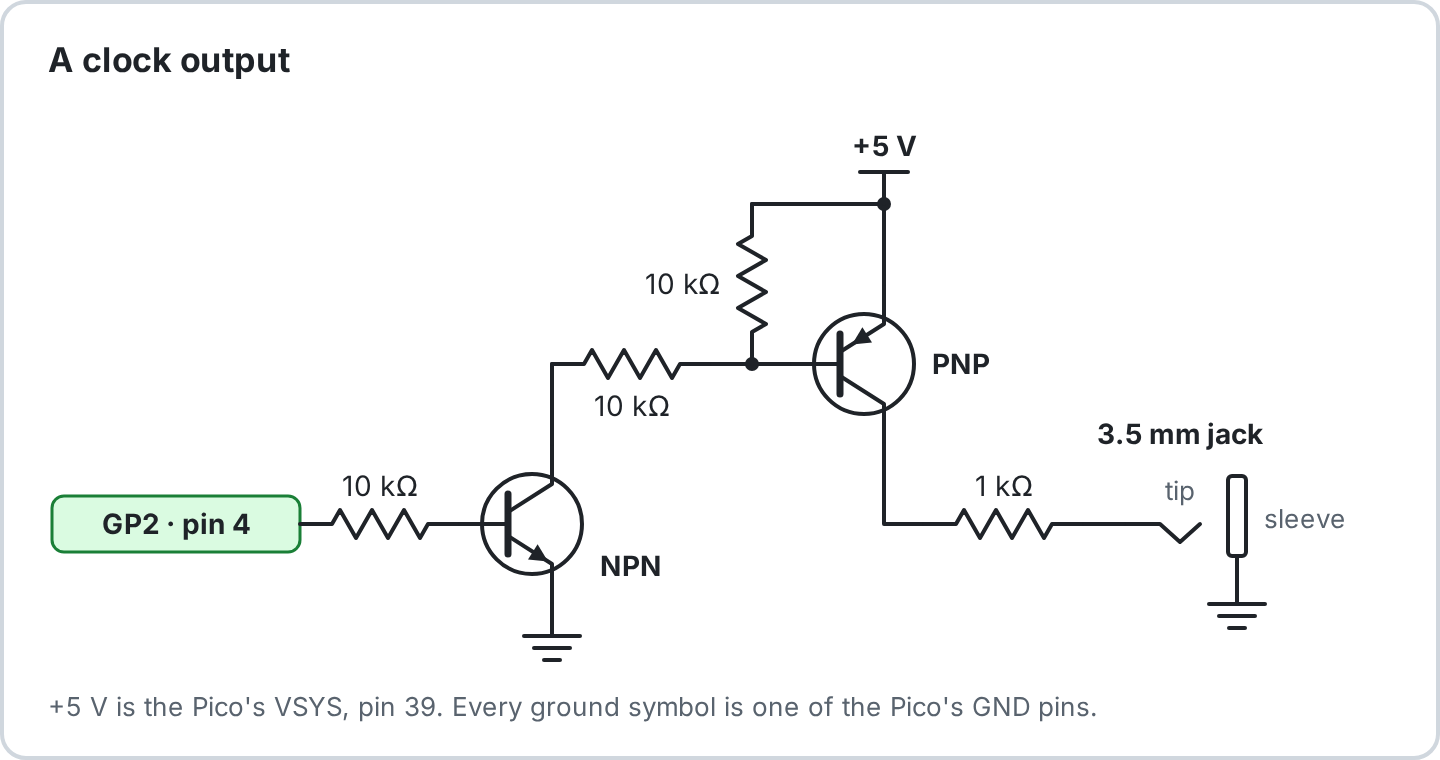 A clock output
+5 V
10 kΩ
10 kΩ
PNP
3.5 mm jack
10 kΩ
1 kΩ
tip
sleeve
GP2 · pin 4
NPN
+5 V is the Pico's VSYS, pin 39. Every ground symbol is one of the Pico's GND pins.